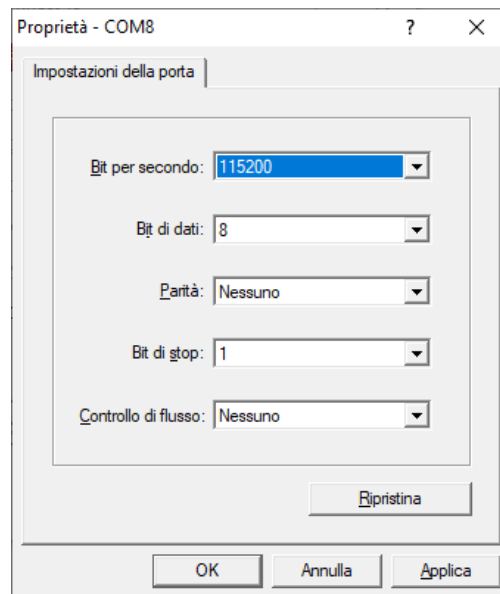 Proprietà - COM8 ?
Impostazioni della porta
Bit per secondo: 115200
Bit di dati: 8
Parità: Nessuno
Bit di stop: 1
Controllo di flusso: Nessuno
Ripristina
OK Annulla Applica